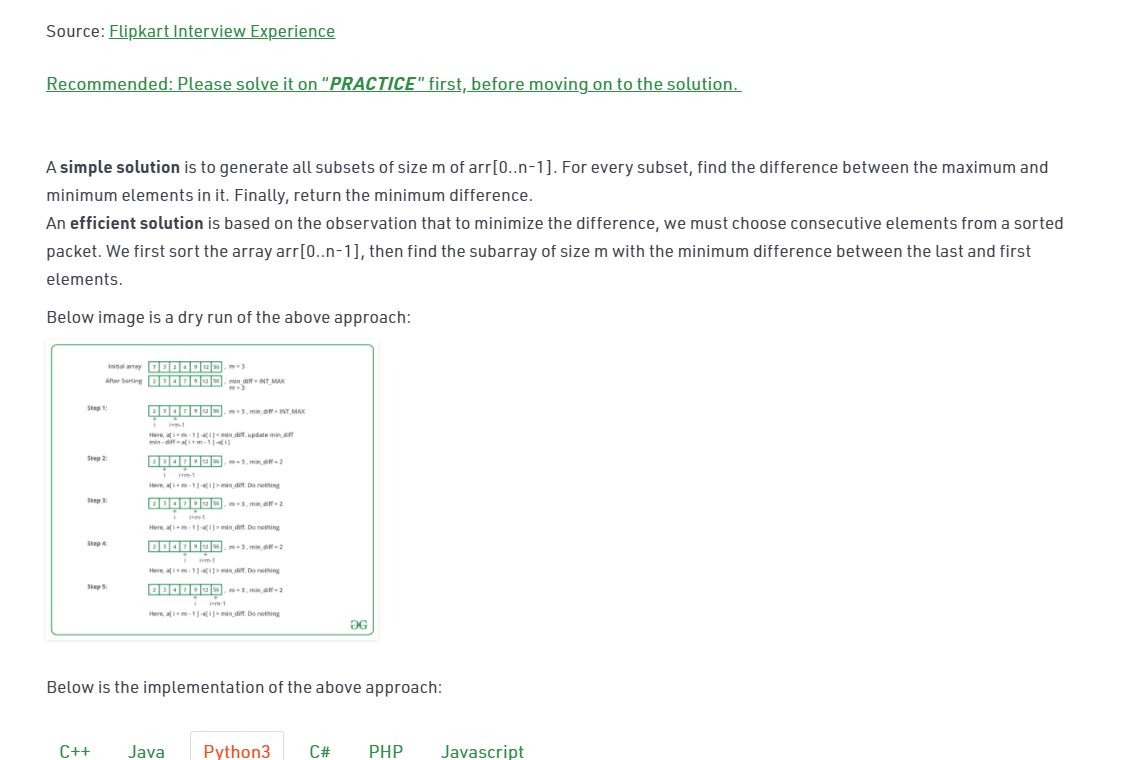 Source: Flipkart Interview Experience
Recommended: Please solve it on “PRACTICE” first, before moving on to the solution.
A simple solution is to generate all subsets of size m of arr[0..n-1]. For every subset, find the difference between the maximum and
minimum elements in it. Finally, return the minimum difference.
An efficient solution is based on the observation that to minimize the difference, we must choose consecutive elements from a sorted
packet. We first sort the array arr[0..n-1], then find the subarray of size m with the minimum difference between the last and first
elements.
Below image is a dry run of the above approach:
Initial array 7 3 2 4 9 12 56 , m = 3
After Sorting 2 3 4 7 9 12 56 , min_diff = INT_MAX
m = 3
Step 1:
2 3 4 7 9 12 56 , m = 3, min_diff = INT_MAX
i i+m-1
Here, a[ i + m - 1 ] -a[ i ] < min_diff. update min_diff
min - diff = a[ i + m - 1 ] -a[ i ]
Step 2:
2 3 4 7 9 12 56 , m = 3, min_diff = 2
i i+m-1
Here, a[ i + m - 1 ] -a[ i ] > min_diff. Do nothing
Step 3:
2 3 4 7 9 12 56 , m = 3, min_diff = 2
i i+m-1
Here, a[ i + m - 1 ] -a[ i ] > min_diff. Do nothing
Step 4:
2 3 4 7 9 12 56 , m = 3, min_diff = 2
i i+m-1
Here, a[ i + m - 1 ] -a[ i ] > min_diff. Do nothing
Step 5:
2 3 4 7 9 12 56 , m = 3, min_diff = 2
i i+m-1
Here, a[ i + m - 1 ] -a[ i ] > min_diff. Do nothing
Below is the implementation of the above approach:
C++ Java Python3 C# PHP Javascript